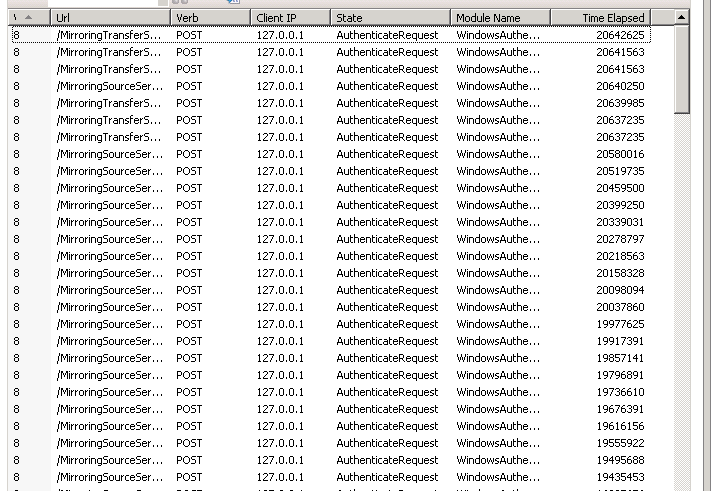 Url Verb Client IP State Module Name Time Elapsed
8 /MirroringTransferS... POST 127.0.0.1 AuthenticateRequest WindowsAuthe... 20642625
8 /MirroringTransferS... POST 127.0.0.1 AuthenticateRequest WindowsAuthe... 20641563
8 /MirroringTransferS... POST 127.0.0.1 AuthenticateRequest WindowsAuthe... 20641563
8 /MirroringSourceSer... POST 127.0.0.1 AuthenticateRequest WindowsAuthe... 20640250
8 /MirroringTransferS... POST 127.0.0.1 AuthenticateRequest WindowsAuthe... 20639985
8 /MirroringTransferS... POST 127.0.0.1 AuthenticateRequest WindowsAuthe... 20637235
8 /MirroringTransferS... POST 127.0.0.1 AuthenticateRequest WindowsAuthe... 20637235
8 /MirroringSourceSer... POST 127.0.0.1 AuthenticateRequest WindowsAuthe... 20580016
8 /MirroringSourceSer... POST 127.0.0.1 AuthenticateRequest WindowsAuthe... 20519735
8 /MirroringSourceSer... POST 127.0.0.1 AuthenticateRequest WindowsAuthe... 20459500
8 /MirroringSourceSer... POST 127.0.0.1 AuthenticateRequest WindowsAuthe... 20399250
8 /MirroringSourceSer... POST 127.0.0.1 AuthenticateRequest WindowsAuthe... 20339031
8 /MirroringSourceSer... POST 127.0.0.1 AuthenticateRequest WindowsAuthe... 20278797
8 /MirroringSourceSer... POST 127.0.0.1 AuthenticateRequest WindowsAuthe... 20218563
8 /MirroringSourceSer... POST 127.0.0.1 AuthenticateRequest WindowsAuthe... 20158328
8 /MirroringSourceSer... POST 127.0.0.1 AuthenticateRequest WindowsAuthe... 20098094
8 /MirroringSourceSer... POST 127.0.0.1 AuthenticateRequest WindowsAuthe... 20037860
8 /MirroringSourceSer... POST 127.0.0.1 AuthenticateRequest WindowsAuthe... 19977625
8 /MirroringSourceSer... POST 127.0.0.1 AuthenticateRequest WindowsAuthe... 19917391
8 /MirroringSourceSer... POST 127.0.0.1 AuthenticateRequest WindowsAuthe... 19857141
8 /MirroringSourceSer... POST 127.0.0.1 AuthenticateRequest WindowsAuthe... 19796891
8 /MirroringSourceSer... POST 127.0.0.1 AuthenticateRequest WindowsAuthe... 19736610
8 /MirroringSourceSer... POST 127.0.0.1 AuthenticateRequest WindowsAuthe... 19676391
8 /MirroringSourceSer... POST 127.0.0.1 AuthenticateRequest WindowsAuthe... 19616156
8 /MirroringSourceSer... POST 127.0.0.1 AuthenticateRequest WindowsAuthe... 19555922
8 /MirroringSourceSer... POST 127.0.0.1 AuthenticateRequest WindowsAuthe... 19495688
8 /MirroringSourceSer... POST 127.0.0.1 AuthenticateRequest WindowsAuthe... 19435453